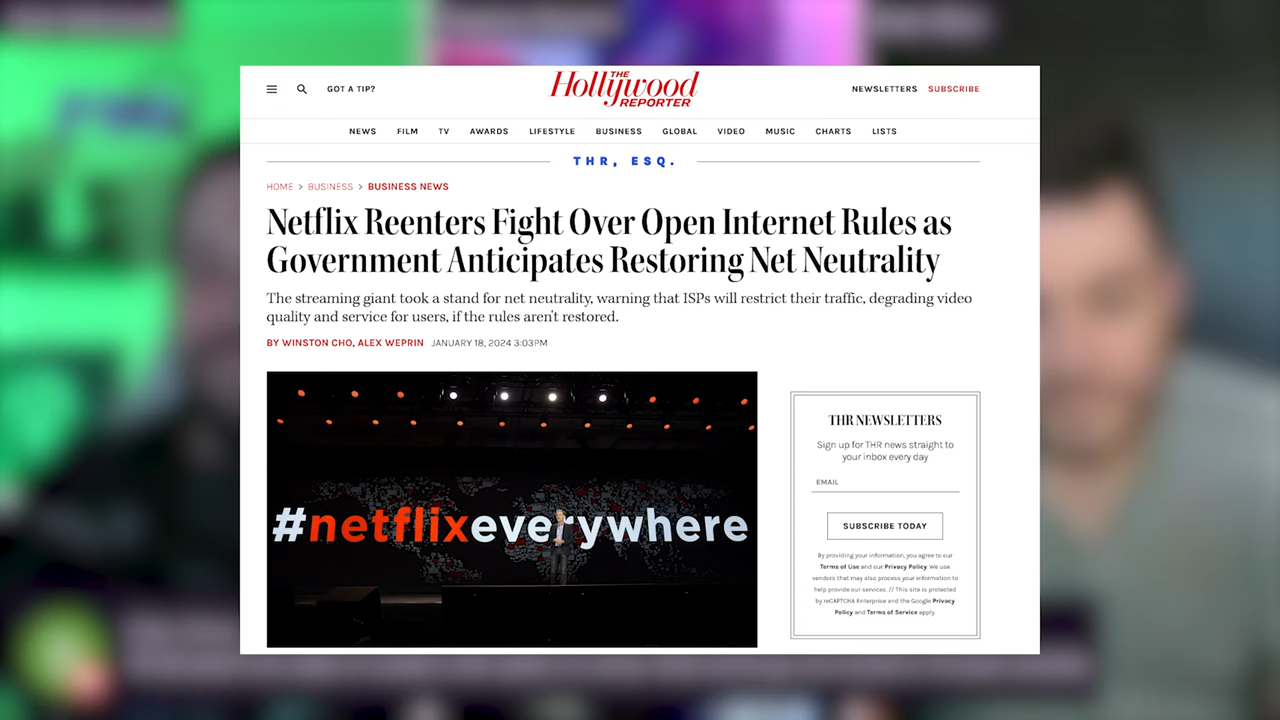 GOT A TIP?
THE
Hollywood
REPORTER
NEWSLETTERS SUBSCRIBE
NEWS FILM TV AWARDS LIFESTYLE BUSINESS GLOBAL VIDEO MUSIC CHARTS LISTS
THR, ESQ.
HOME > BUSINESS > BUSINESS NEWS
Netflix Reenters Fight Over Open Internet Rules as
Government Anticipates Restoring Net Neutrality
The streaming giant took a stand for net neutrality, warning that ISPs will restrict their traffic, degrading video
quality and service for users, if the rules aren't restored.
BY WINSTON CHO, ALEX WEPRIN JANUARY 18, 2024 3:03PM
#netflixeverywhere
THR NEWSLETTERS
Sign up for THR news straight to
your inbox every day
EMAIL
SUBSCRIBE TODAY
By providing your information, you agree to our
Terms of Use and our Privacy Policy. We use
vendors that may also process your information to
help provide our services. // This site is protected
by reCAPTCHA Enterprise and the Google Privacy
Policy and Terms of Service apply.